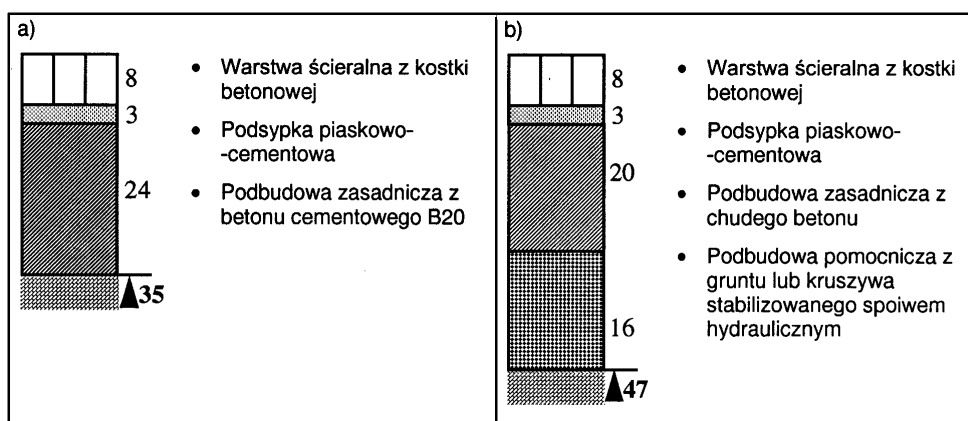 a)
8
3
24
35
• Warstwa ścieralna z kostki
betonowej
• Podsypka piaskowo-
-cementowa
• Podbudowa zasadnicza z
betonu cementowego B20
b)
8
3
20
16
47
• Warstwa ścieralna z kostki
betonowej
• Podsypka piaskowo-
-cementowa
• Podbudowa zasadnicza z
chudego betonu
• Podbudowa pomocnicza z
gruntu lub kruszywa
stabilizowanego spoiwem
hydraulicznym